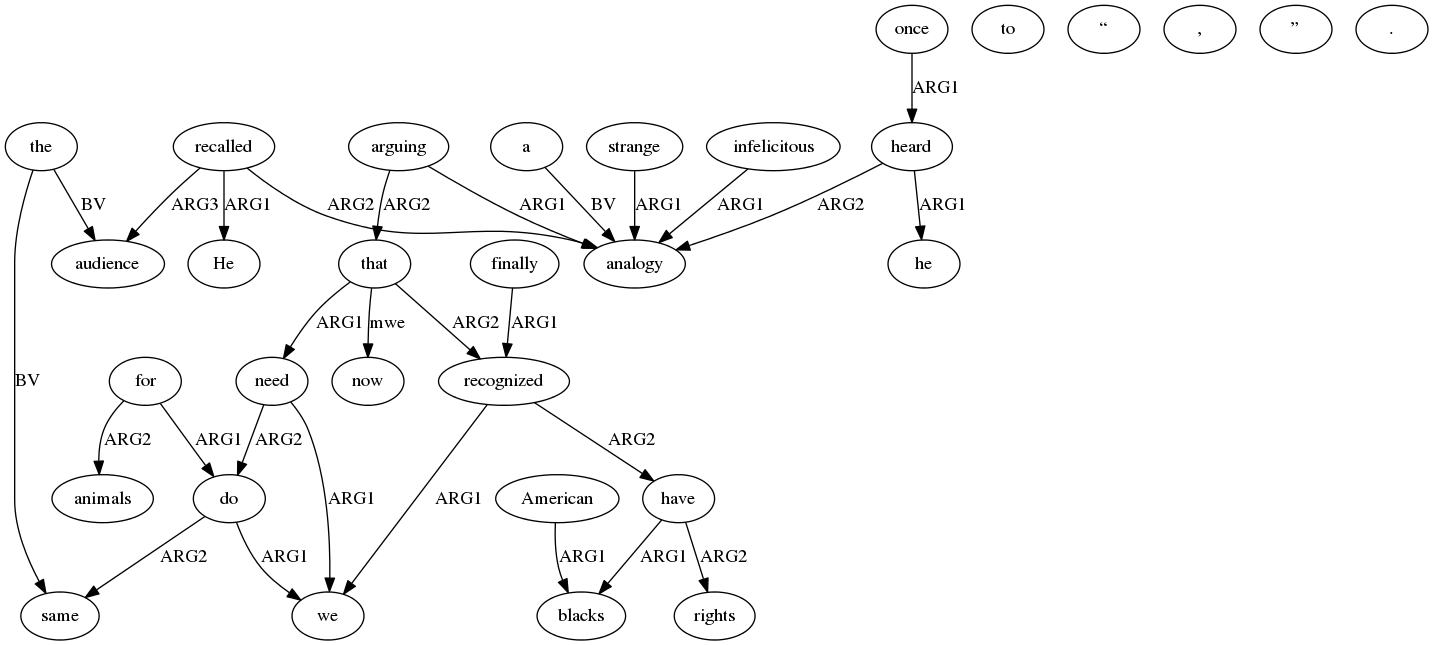 once to “ , ” .
ARG1
the recalled arguing a strange infelicitous heard
BV ARG3 ARG1 ARG2 ARG2 ARG1 BV ARG1 ARG1 ARG2 ARG1
audience He that finally analogy he
ARG1 mwe ARG2 ARG1
BV for need now recognized
ARG2 ARG1 ARG2 ARG2
animals do ARG1 ARG1 American have
ARG2 ARG1 ARG1 ARG1 ARG2
same we blacks rights